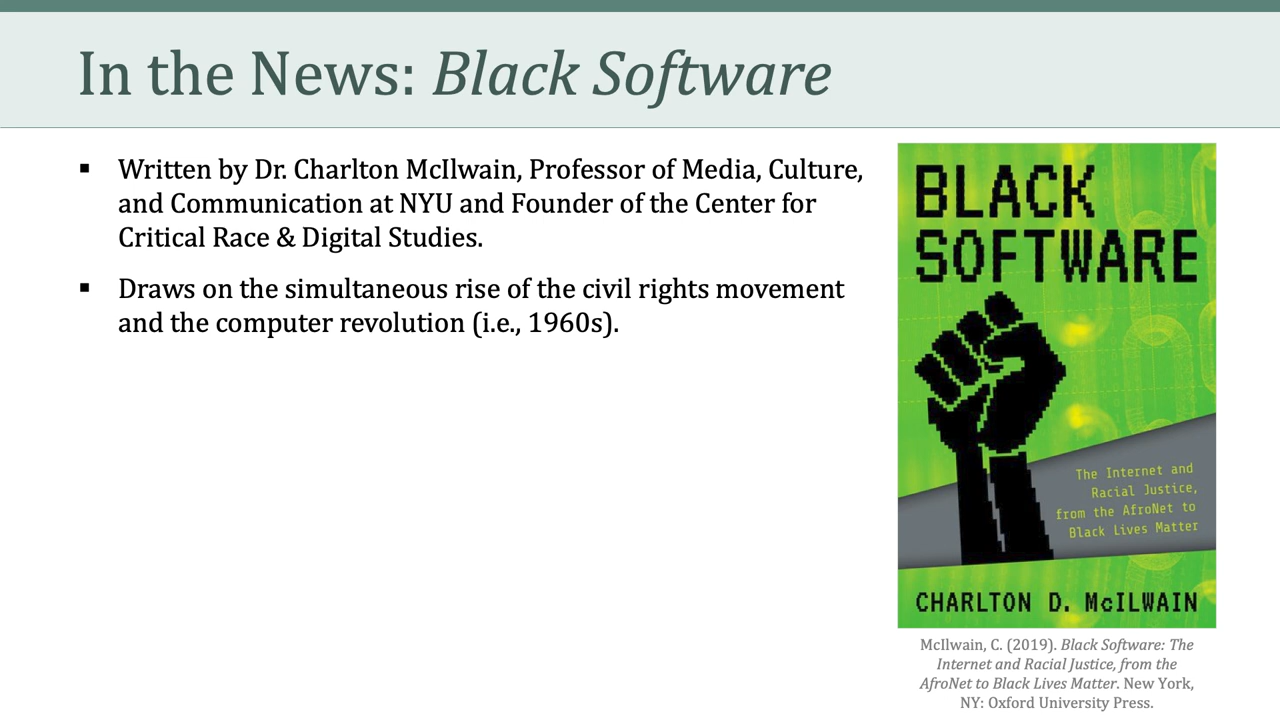 In the News: Black Software
▪ Written by Dr. Charlton McIlwain, Professor of Media, Culture,
and Communication at NYU and Founder of the Center for
Critical Race & Digital Studies.
▪ Draws on the simultaneous rise of the civil rights movement
and the computer revolution (i.e., 1960s).
BLACK
SOFTWARE
The Internet and
Racial Justice,
from the AfroNet to
Black Lives Matter
CHARLTON D. McILWAIN
McIlwain, C. (2019). Black Software: The
Internet and Racial Justice, from the
AfroNet to Black Lives Matter. New York,
NY: Oxford University Press.